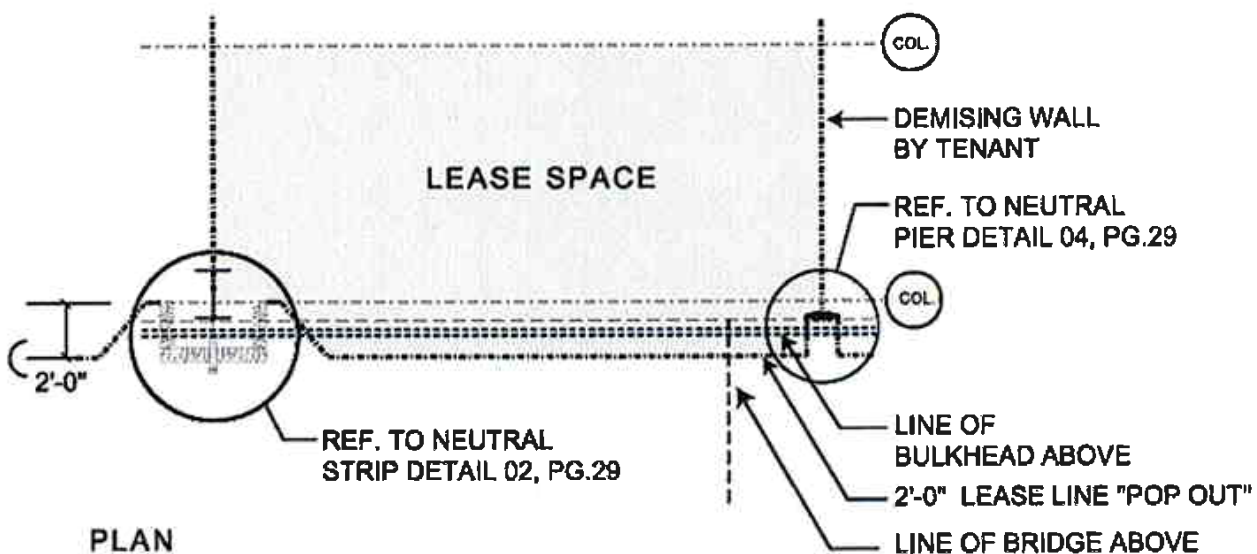 COL.
DEMISING WALL
BY TENANT
LEASE SPACE
REF. TO NEUTRAL
PIER DETAIL 04, PG.29
COL.
2'-0"
REF. TO NEUTRAL
STRIP DETAIL 02, PG.29
LINE OF
BULKHEAD ABOVE
2'-0" LEASE LINE "POP OUT"
LINE OF BRIDGE ABOVE
PLAN